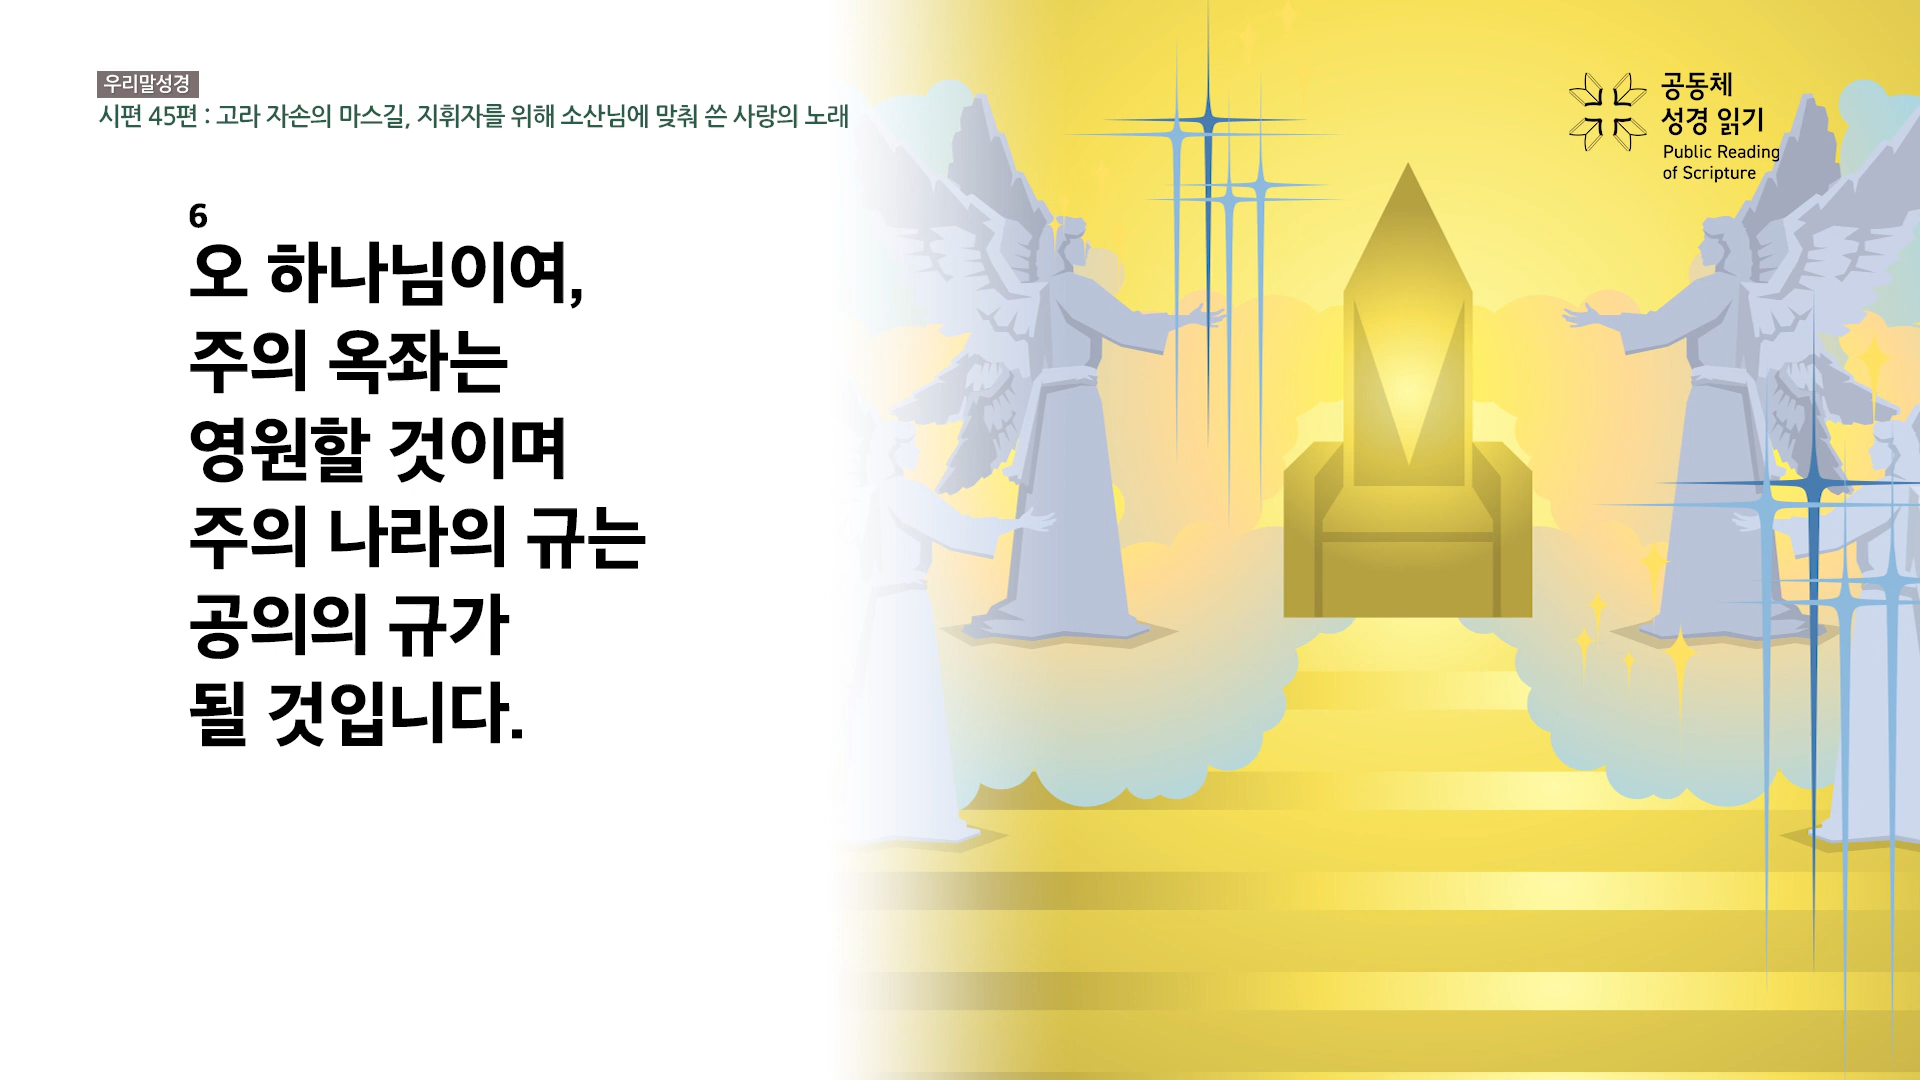 우리말성경
시편 45편 : 고라 자손의 마스길, 지휘자를 위해 소산님에 맞춰 쓴 사랑의 노래
공동체
성경 읽기
Public Reading
of Scripture
6
오 하나님이여,
주의 옥좌는
영원할 것이며
주의 나라의 규는
공의의 규가
될 것입니다.